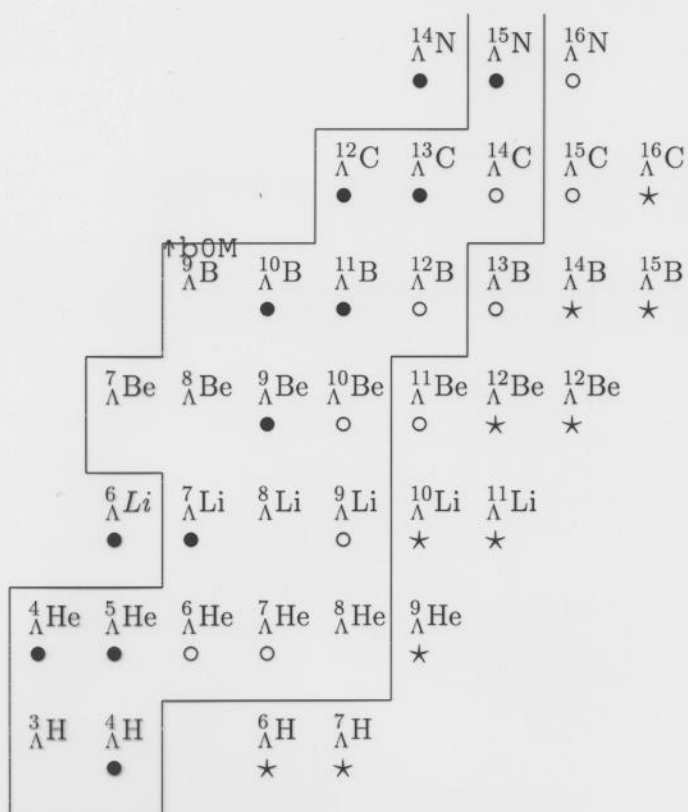 ¹⁴ΛN ¹⁵ΛN ¹⁶ΛN
¹²ΛC ¹³ΛC ¹⁴ΛC ¹⁵ΛC ¹⁶ΛC
↑b0M
⁹ΛB ¹⁰ΛB ¹¹ΛB ¹²ΛB ¹³ΛB ¹⁴ΛB ¹⁵ΛB
⁷ΛBe ⁸ΛBe ⁹ΛBe ¹⁰ΛBe ¹¹ΛBe ¹²ΛBe ¹²ΛBe
⁶ΛLi ⁷ΛLi ⁸ΛLi ⁹ΛLi ¹⁰ΛLi ¹¹ΛLi
⁴ΛHe ⁵ΛHe ⁶ΛHe ⁷ΛHe ⁸ΛHe ⁹ΛHe
³ΛH ⁴ΛH ⁶ΛH ⁷ΛH